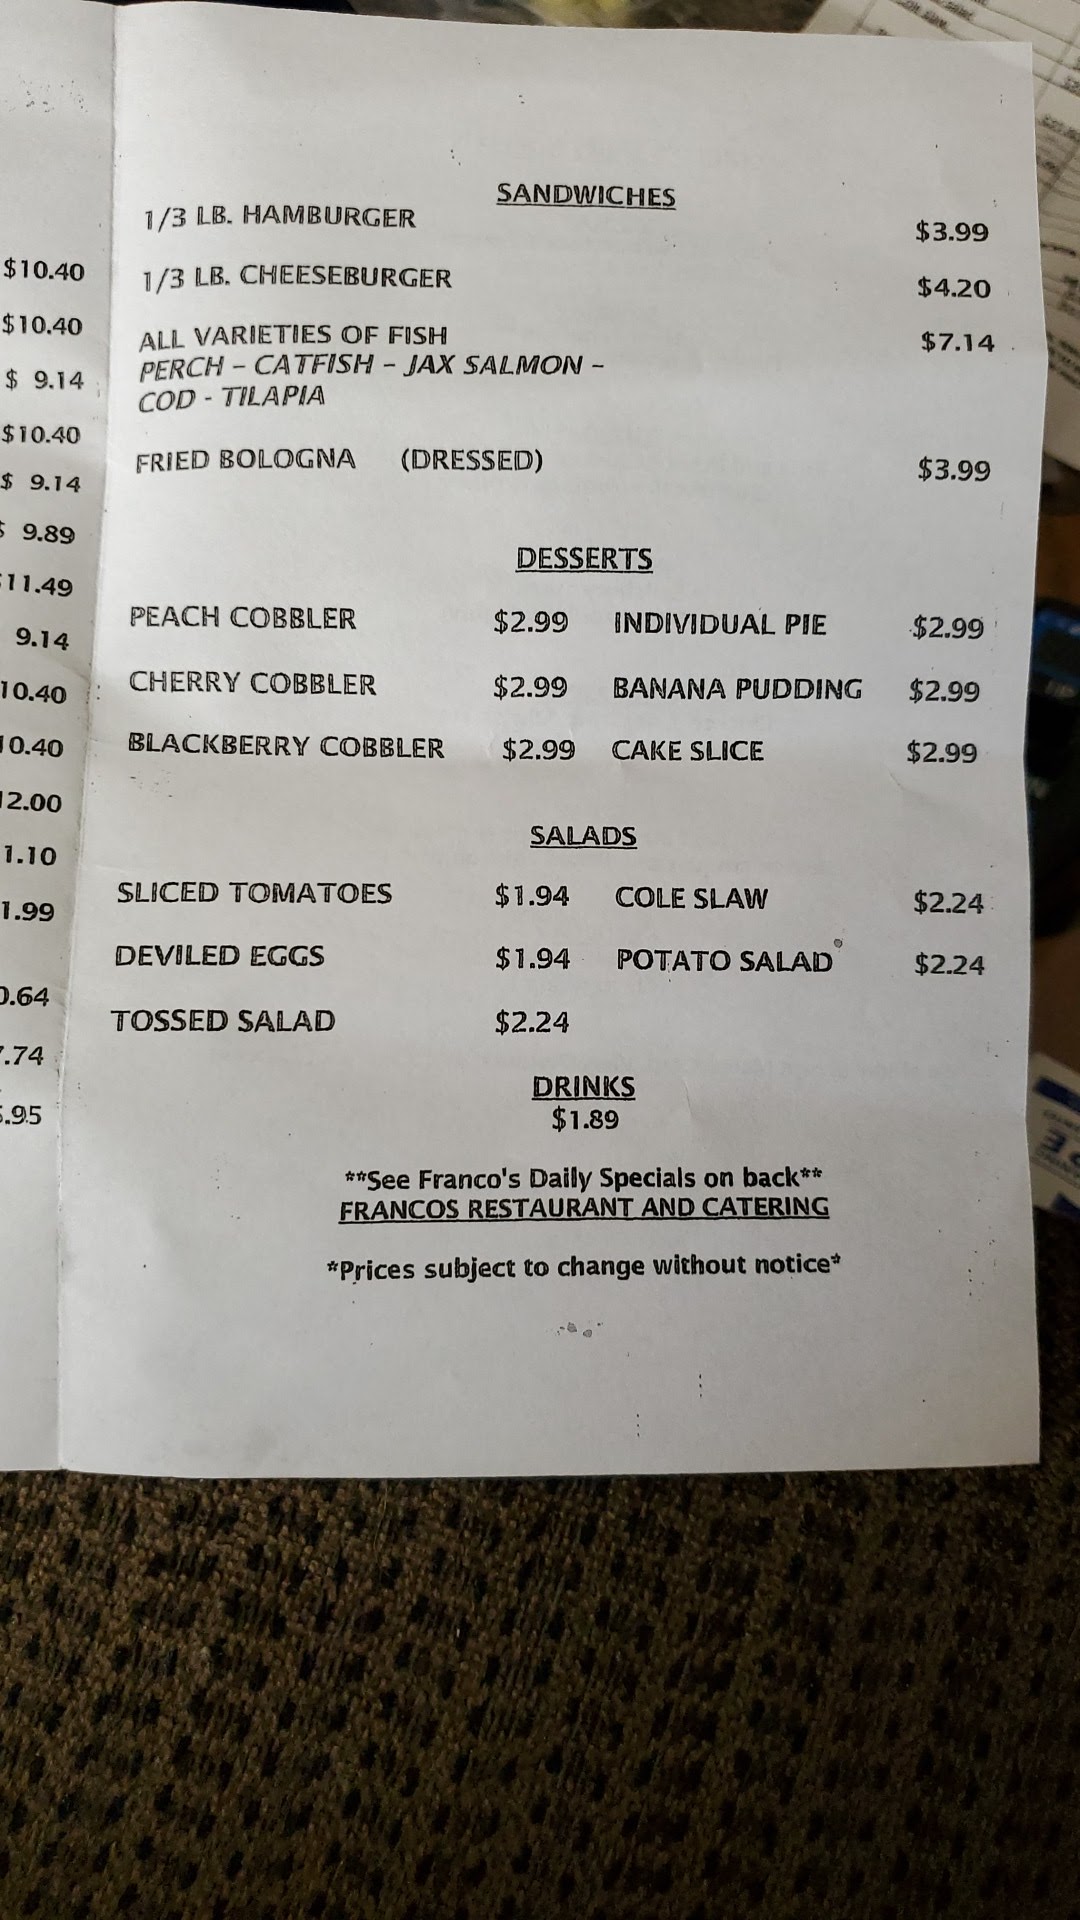 $10.40
$10.40
$ 9.14
$10.40
$ 9.14
$ 9.89
11.49
9.14
10.40
10.40
12.00
1.10
1.99
0.64
7.74
.95
SANDWICHES
1/3 LB. HAMBURGER $3.99
1/3 LB. CHEESEBURGER $4.20
ALL VARIETIES OF FISH $7.14
PERCH – CATFISH – JAX SALMON –
COD - TILAPIA
FRIED BOLOGNA (DRESSED) $3.99
DESSERTS
PEACH COBBLER $2.99 INDIVIDUAL PIE $2.99
CHERRY COBBLER $2.99 BANANA PUDDING $2.99
BLACKBERRY COBBLER $2.99 CAKE SLICE $2.99
SALADS
SLICED TOMATOES $1.94 COLE SLAW $2.24
DEVILED EGGS $1.94 POTATO SALAD $2.24
TOSSED SALAD $2.24
DRINKS
$1.89
**See Franco's Daily Specials on back**
FRANCOS RESTAURANT AND CATERING
*Prices subject to change without notice*